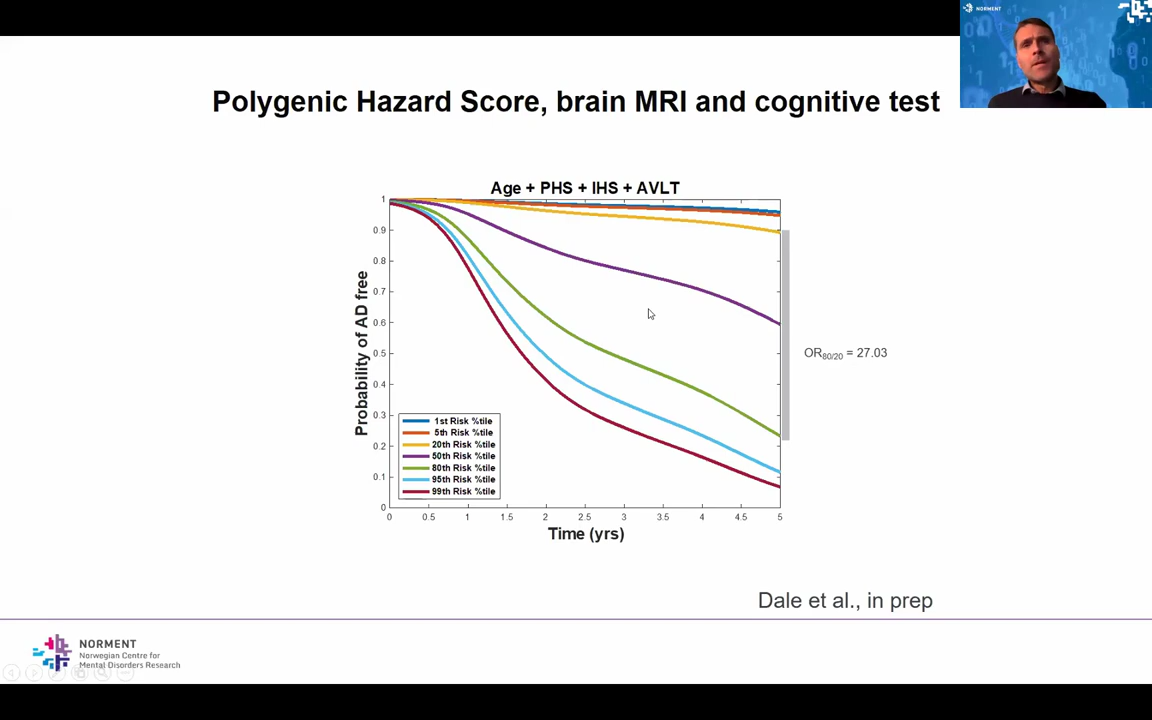 NORMENT
Polygenic Hazard Score, brain MRI and cognitive test
Age + PHS + IHS + AVLT
Probability of AD free
1
0.9
0.8
0.7
0.6
0.5
0.4
0.3
0.2
0.1
0
1st Risk %tile
5th Risk %tile
20th Risk %tile
50th Risk %tile
80th Risk %tile
95th Risk %tile
99th Risk %tile
0 0.5 1 1.5 2 2.5 3 3.5 4 4.5 5
Time (yrs)
OR80/20 = 27.03
Dale et al., in prep
NORMENT
Norwegian Centre for
Mental Disorders Research